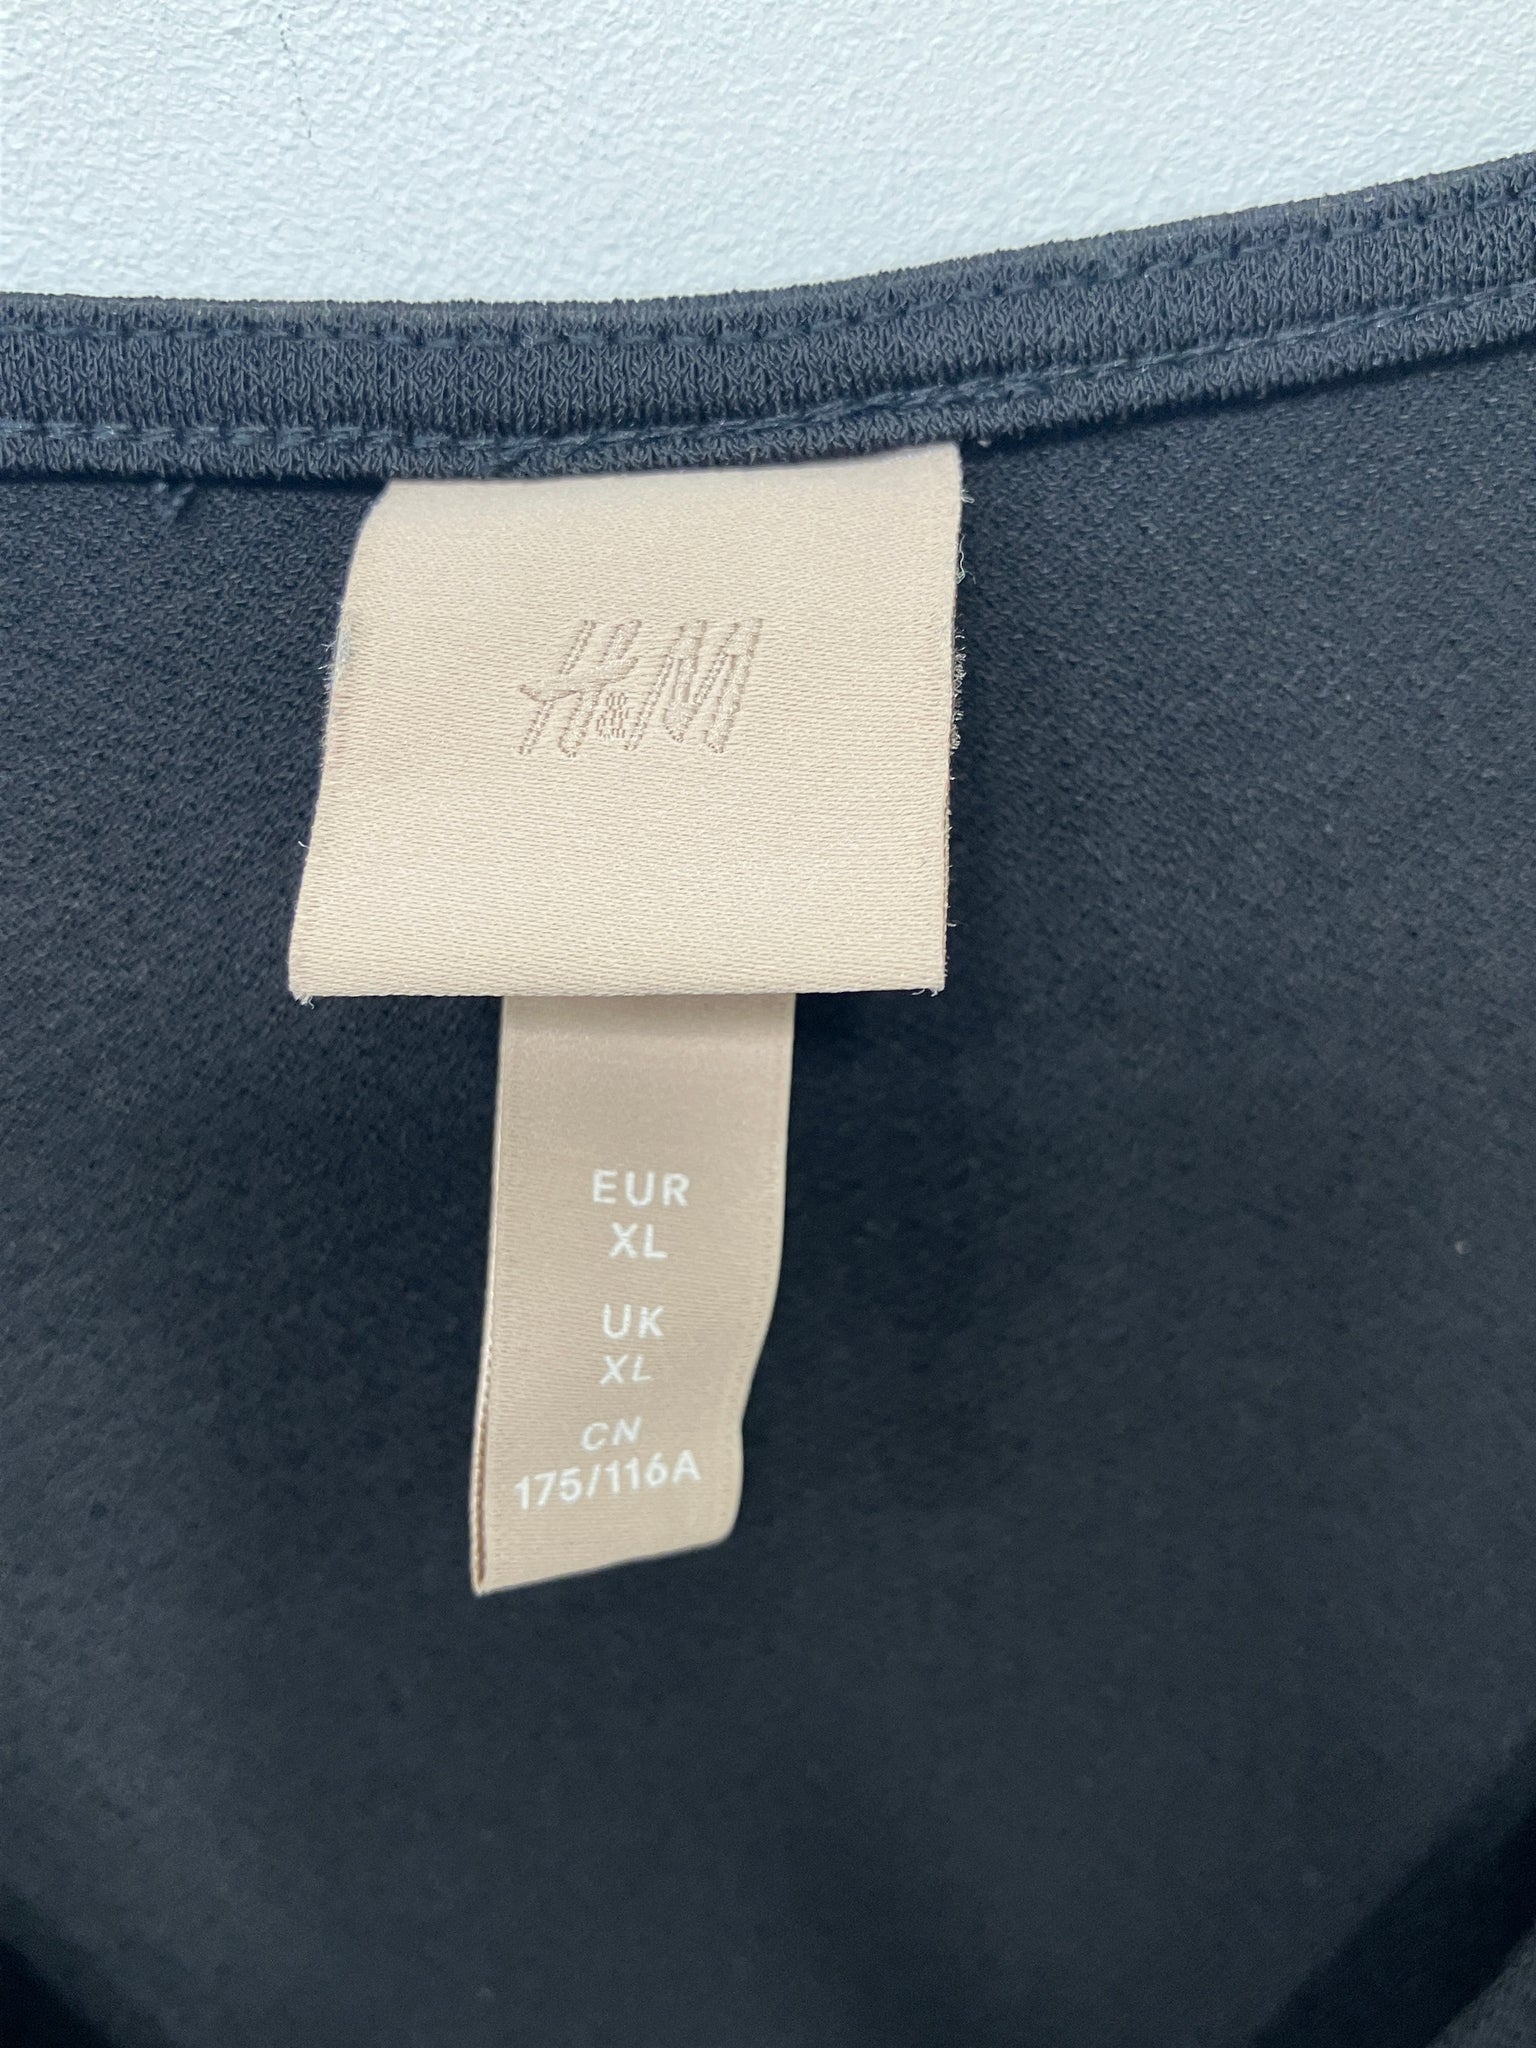 H&M
EUR
XL
UK
XL
CN
175/116A